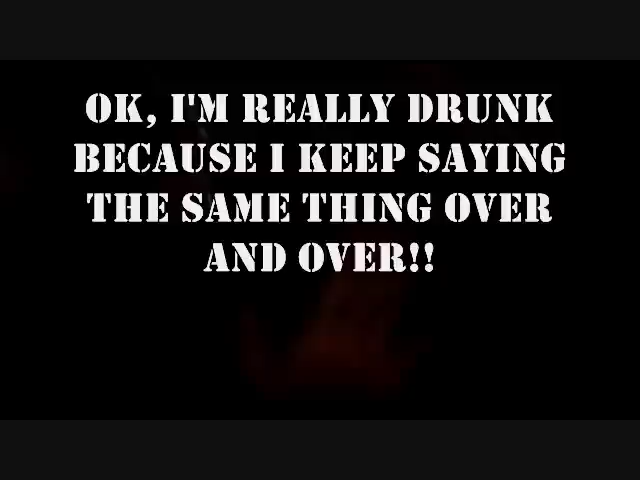 OK, I'M REALLY DRUNK
BECAUSE I KEEP SAYING
THE SAME THING OVER
AND OVER!!